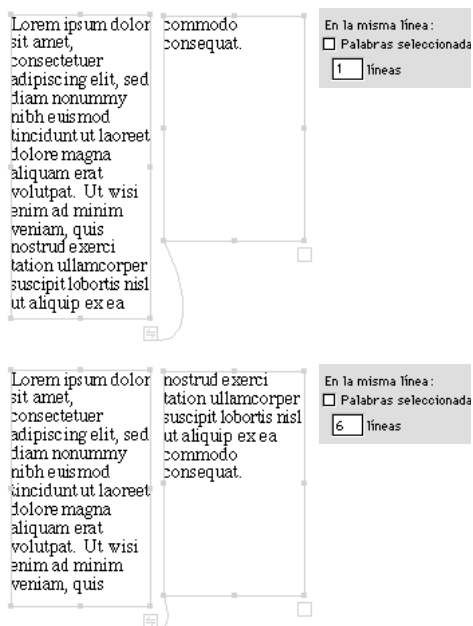 Lorem ipsum dolor
sit amet,
consectetuer
adipiscing elit, sed
diam nonummy
nibh euismod
tincidunt ut laoreet
dolore magna
aliquam erat
volutpat. Ut wisi
enim ad minim
veniam, quis
nostrud exerci
tation ullamcorper
suscipit lobortis nisl
ut aliquip ex ea
commodo
consequat.
En la misma línea:
Palabras seleccionada
1 líneas
Lorem ipsum dolor
sit amet,
consectetuer
adipiscing elit, sed
diam nonummy
nibh euismod
tincidunt ut laoreet
dolore magna
aliquam erat
volutpat. Ut wisi
enim ad minim
veniam, quis
nostrud exerci
tation ullamcorper
suscipit lobortis nisl
ut aliquip ex ea
commodo
consequat.
En la misma línea:
Palabras seleccionada
6 líneas